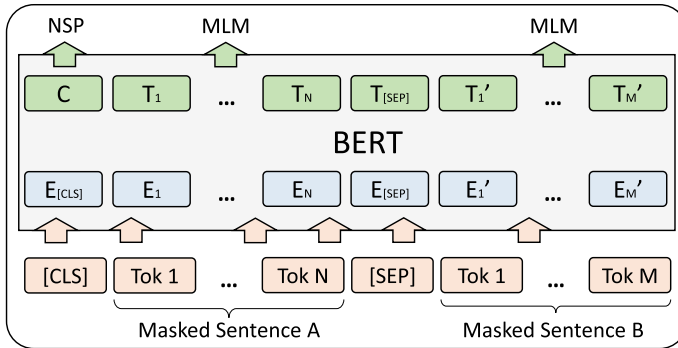 NSP MLM MLM
C T1 ... TN T[SEP] T1' ... TM'
BERT
E[CLS] E1 ... EN E[SEP] E1' ... EM'
[CLS] Tok 1 ... Tok N [SEP] Tok 1 ... Tok M
Masked Sentence A Masked Sentence B